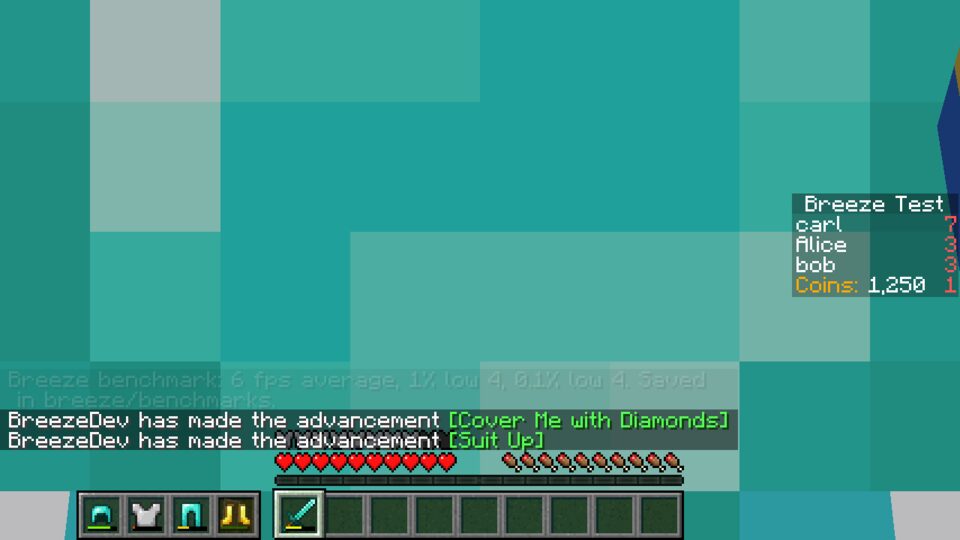 Breeze Test
carl 7
Alice 3
bob 3
Coins: 1,250 1
Breeze benchmark: 6 fps average, 1% low 4, 0.1% low 4. Saved
in breeze/benchmarks.
BreezeDev has made the advancement [Cover Me with Diamonds]
BreezeDev has made the advancement [Suit Up]